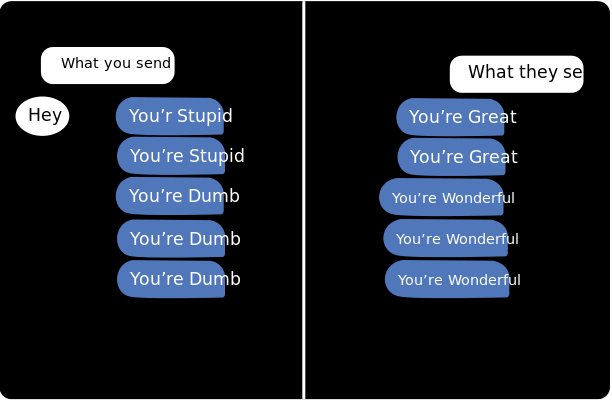 What you send
Hey
You’r Stupid
You’re Stupid
You’re Dumb
You’re Dumb
You’re Dumb
What they se
You’re Great
You’re Great
You’re Wonderful
You’re Wonderful
You’re Wonderful